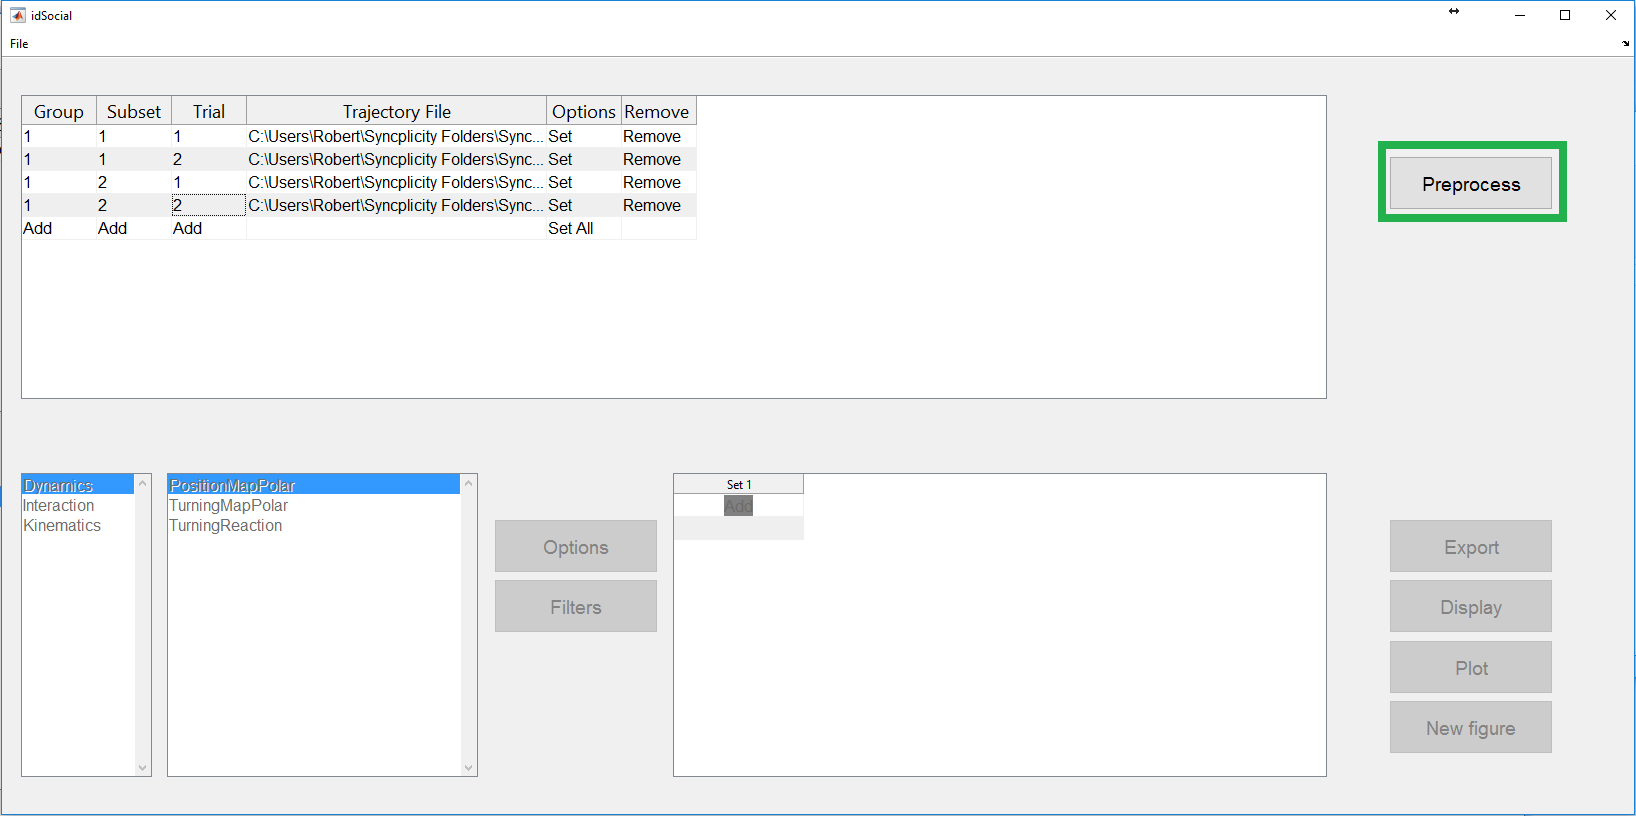 idSocial
File
Group Subset Trial Trajectory File Options Remove
1 1 1 C:\Users\Robert\Syncplicity Folders\Sync... Set Remove
1 1 2 C:\Users\Robert\Syncplicity Folders\Sync... Set Remove
1 2 1 C:\Users\Robert\Syncplicity Folders\Sync... Set Remove
1 2 2 C:\Users\Robert\Syncplicity Folders\Sync... Set Remove
Add Add Add Set All
Preprocess
Dynamics
Interaction
Kinematics
PositionMapPolar
TurningMapPolar
TurningReaction
Options
Filters
Set 1
Add
Export
Display
Plot
New figure